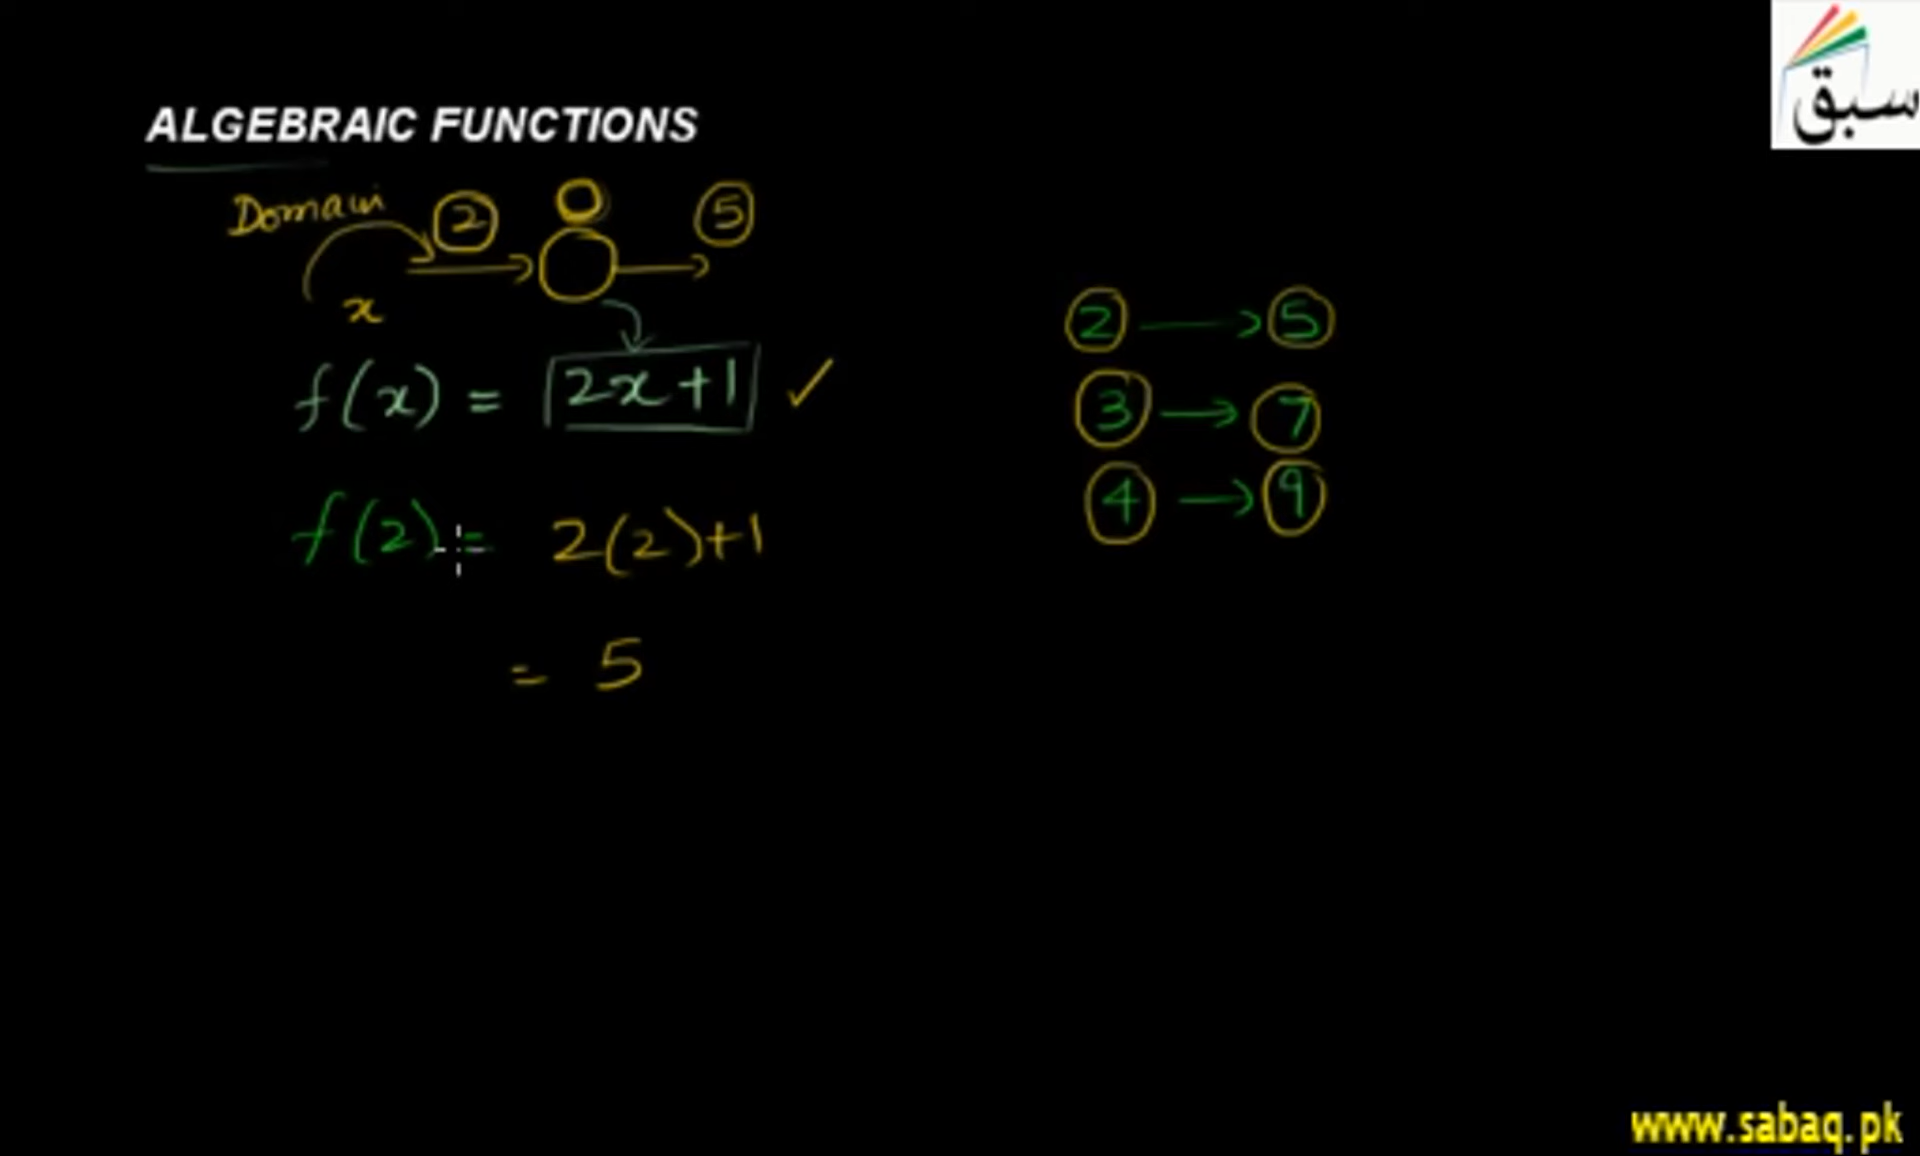 سبق
ALGEBRAIC FUNCTIONS
Domain
2
5
x
f(x) = 2x+1 ✓
f(2) = 2(2)+1
= 5
2 → 5
3 → 7
4 → 9
www.sabaq.pk